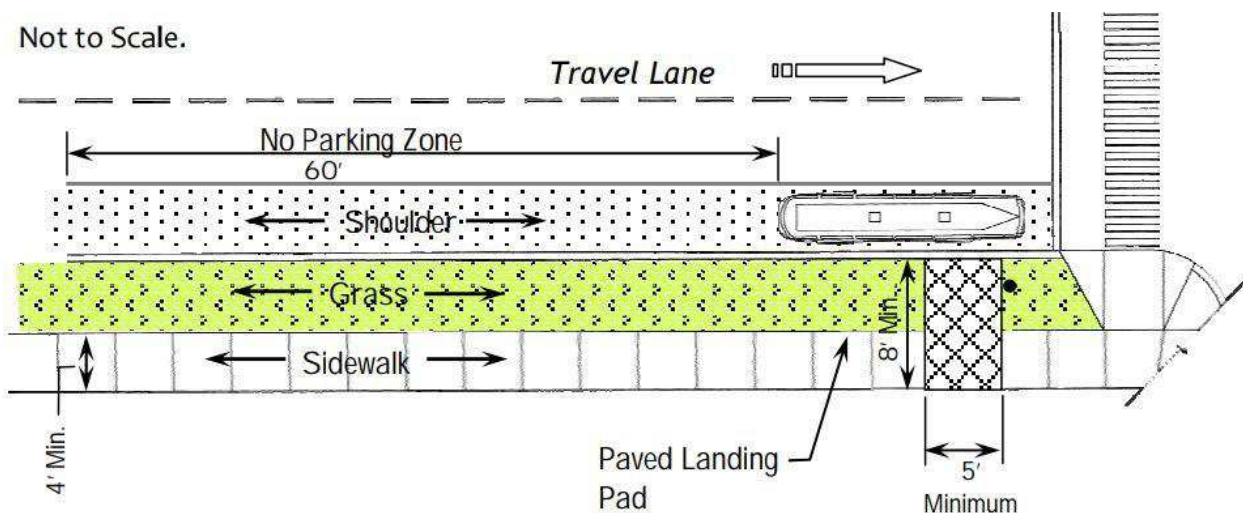 Not to Scale.
Travel Lane
No Parking Zone
60'
Shoulder
Grass
8' Min.
Sidewalk
4' Min.
Paved Landing
Pad
5'
Minimum